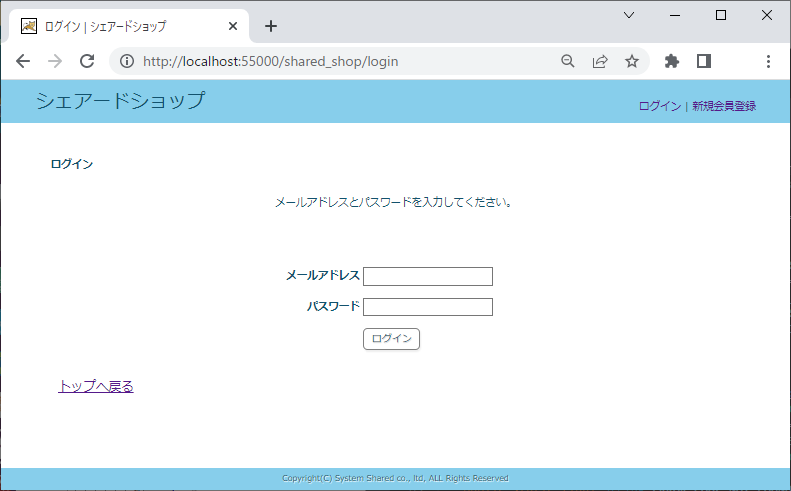 ログイン | シェアードショップ
http://localhost:55000/shared_shop/login
シェアードショップ
ログイン | 新規会員登録
ログイン
メールアドレスとパスワードを入力してください。
メールアドレス
パスワード
ログイン
トップへ戻る
Copyright(C) System Shared co., ltd, ALL Rights Reserved